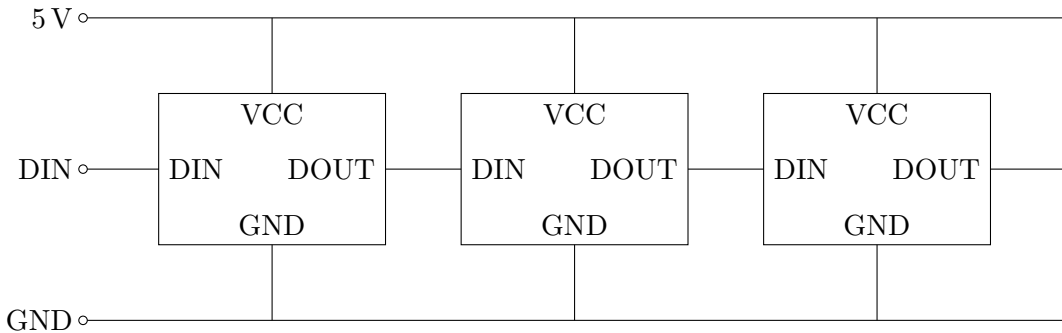 5 V
VCC VCC VCC
DIN DIN DOUT DIN DOUT DIN DOUT
GND GND GND
GND